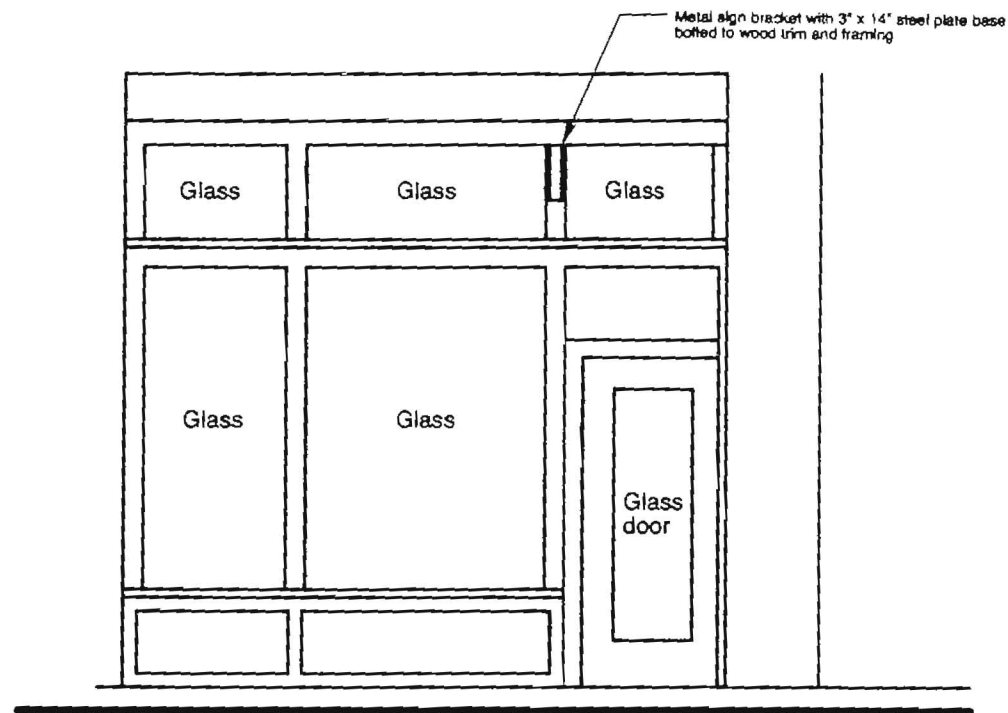 Metal sign bracket with 3" x 14" steel plate base
bolted to wood trim and framing
Glass
Glass
Glass
Glass
Glass
Glass
door